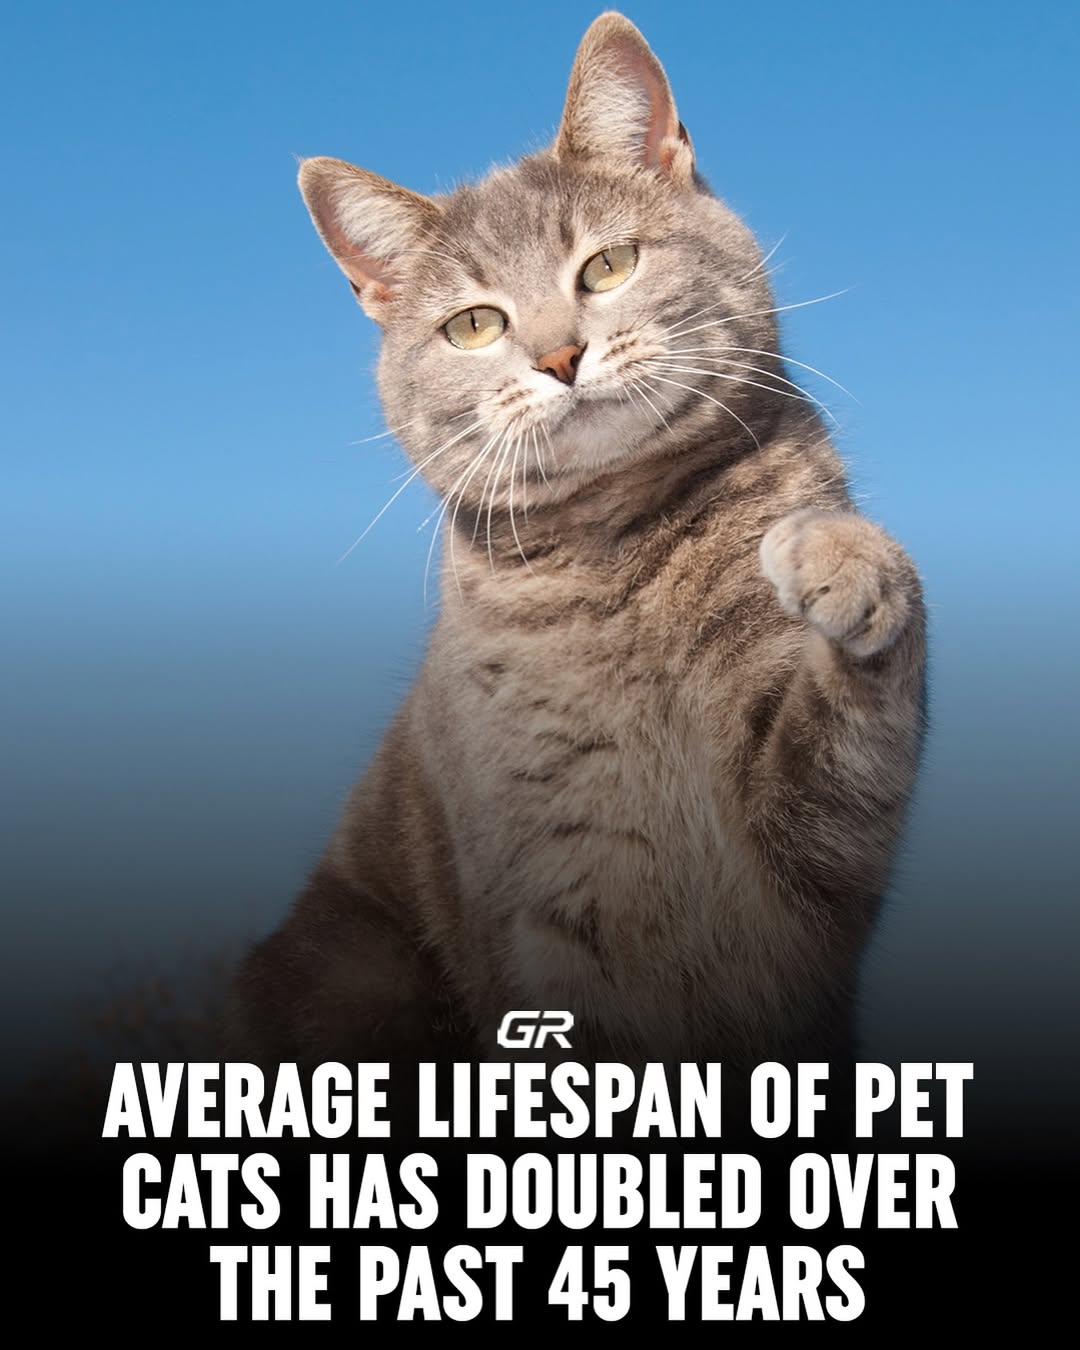 GR
AVERAGE LIFESPAN OF PET
CATS HAS DOUBLED OVER
THE PAST 45 YEARS